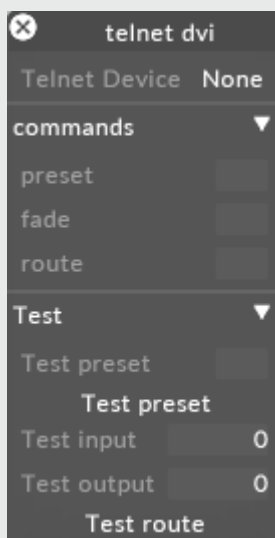 telnet dvi
Telnet Device None
commands
preset
fade
route
Test
Test preset
Test preset
Test input 0
Test output 0
Test route